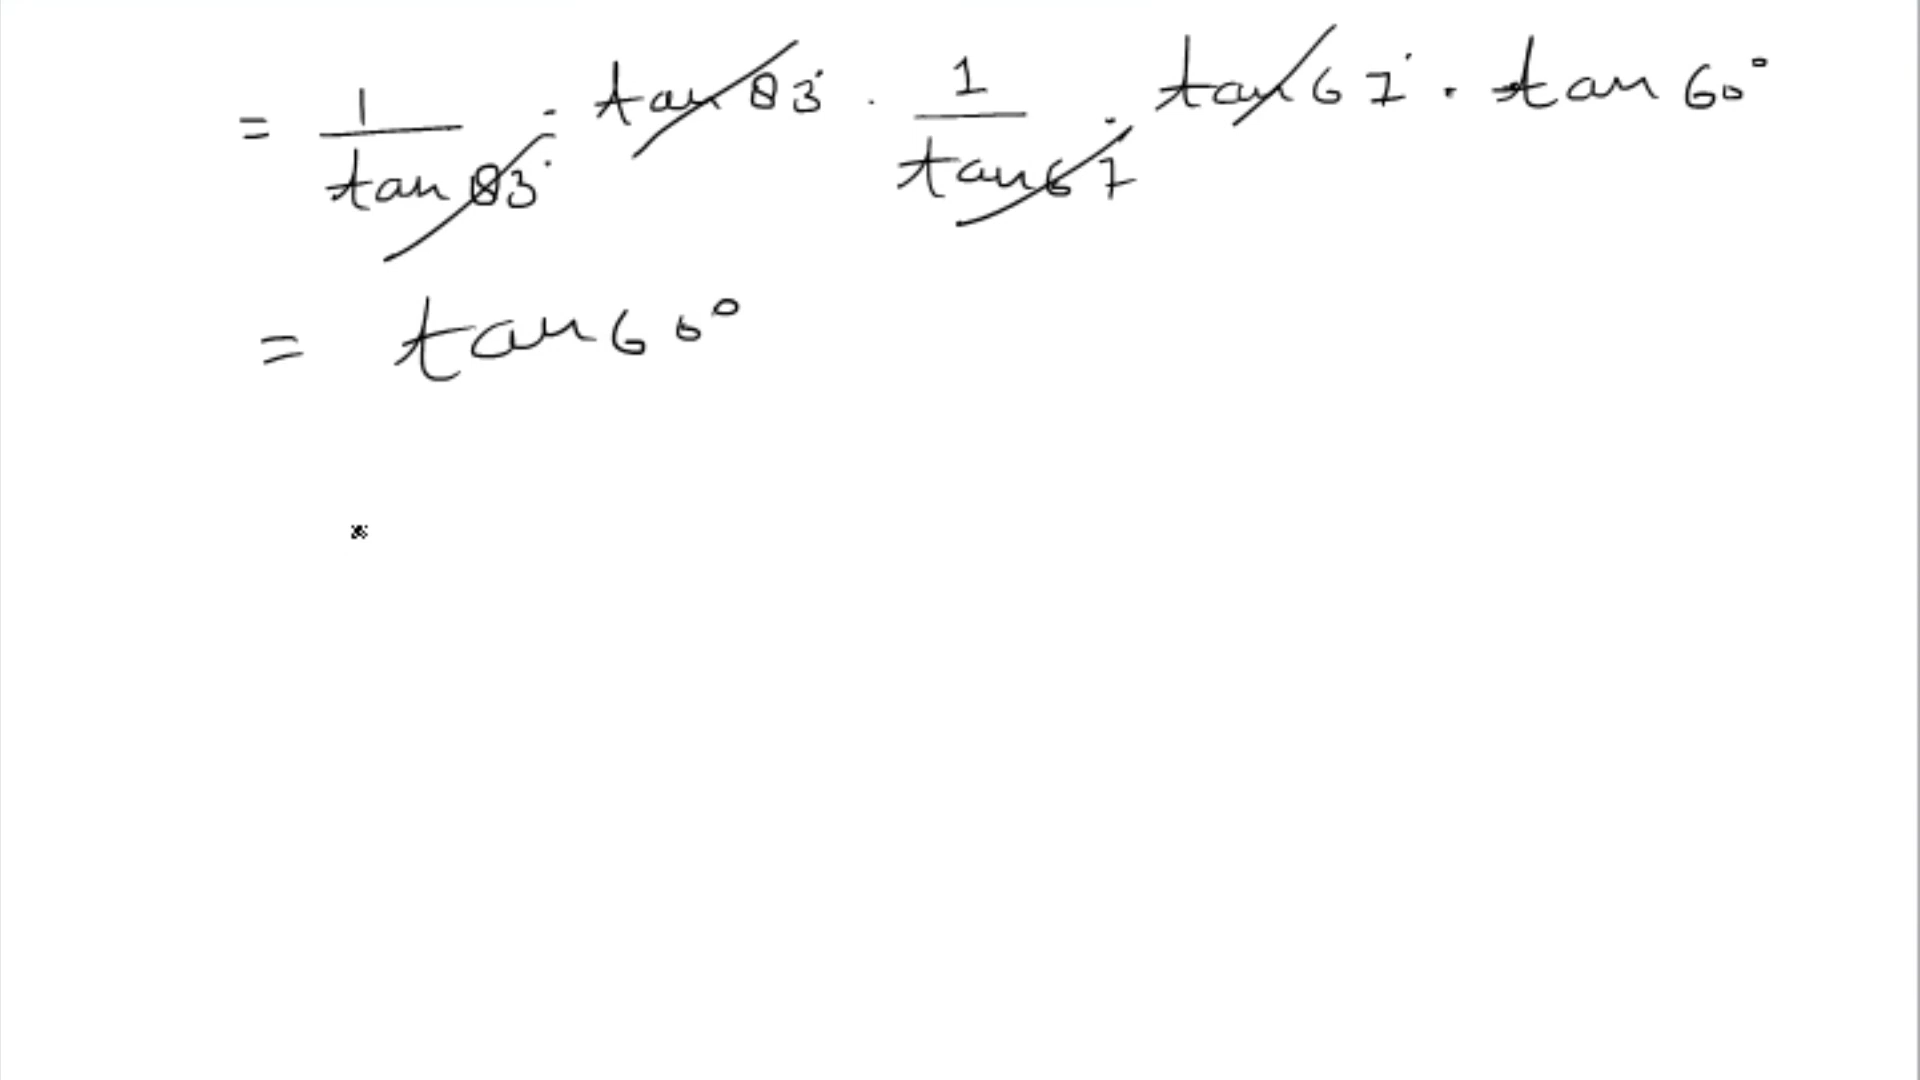 = 1/tan 83° · tan 83° · 1/tan 67 · tan 67° · tan 60°
= tan 60°